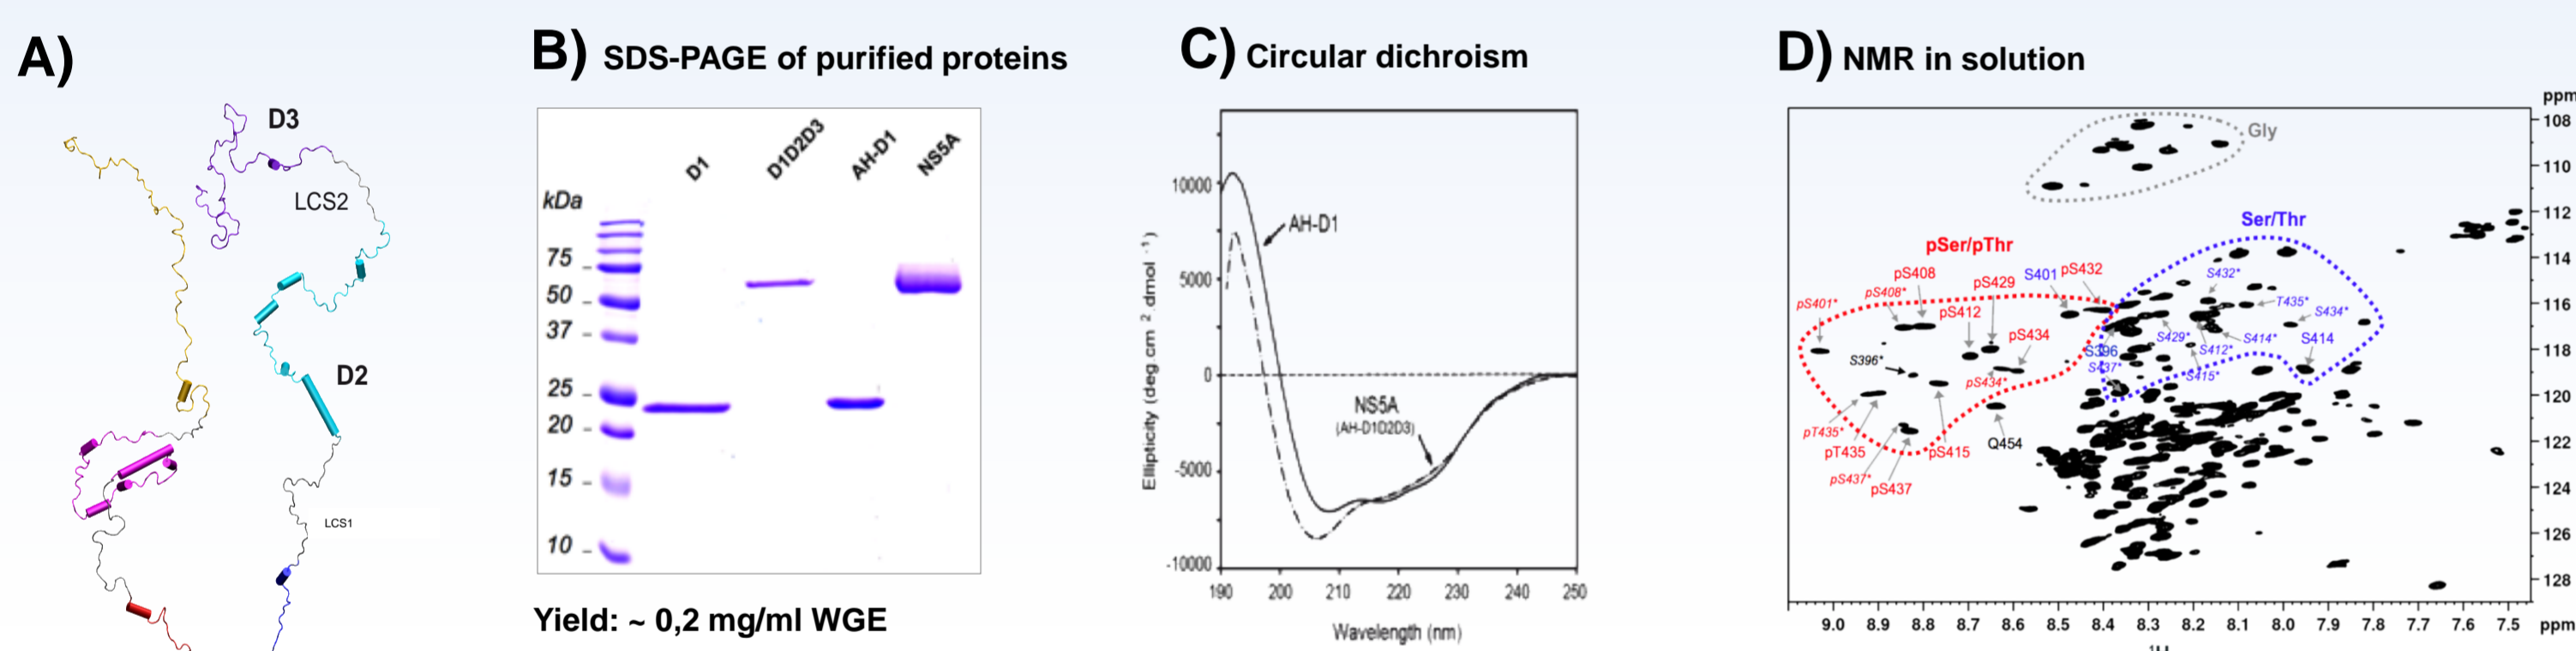 A)
D3
LCS2
D2
LCS1
B) SDS-PAGE of purified proteins
D1
D1D2D3
AH-D1
NS5A
kDa
75
50
37
25
20
15
10
Yield: ~ 0,2 mg/ml WGE
C) Circular dichroism
10000
5000
0
-5000
-10000
Ellipticity (deg.cm².dmol⁻¹)
AH-D1
NS5A
(AH-D1D2D3)
190 200 210 220 230 240 250
Wavelength (nm)
D) NMR in solution
ppm
108
110
112
114
116
118
120
122
124
126
128
Gly
Ser/Thr
pSer/pThr
pS408
pS429
S401
pS432
S432*
pS401*
pS408*
pS412
T435*
S434*
pS434
S396
S429*
S412*
S414*
S414
S396*
pS434*
S437*
S415*
pT435*
pT435
pS415
Q454
pS437*
pS437
9.0 8.9 8.8 8.7 8.6 8.5 8.4 8.3 8.2 8.1 8.0 7.9 7.8 7.7 7.6 7.5 ppm